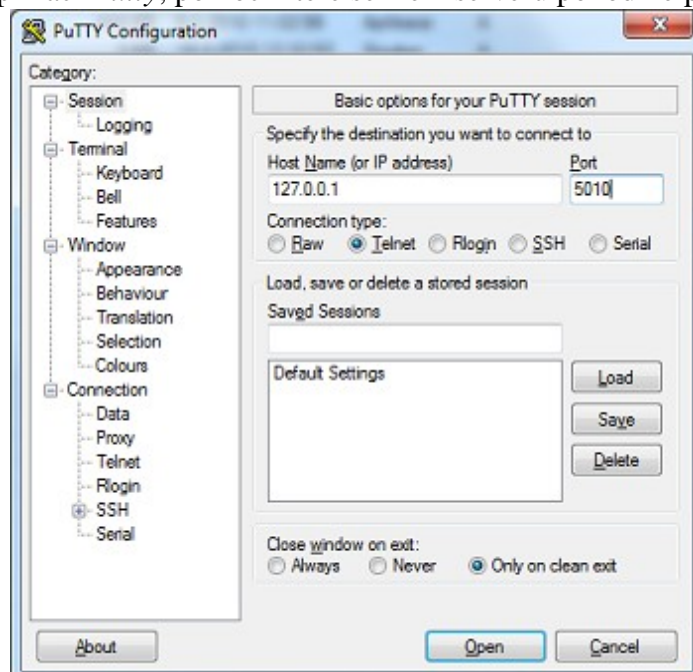 PuTTY Configuration
Category:
Session
Logging
Terminal
Keyboard
Bell
Features
Window
Appearance
Behaviour
Translation
Selection
Colours
Connection
Data
Proxy
Telnet
Rlogin
SSH
Serial
Basic options for your PuTTY session
Specify the destination you want to connect to
Host Name (or IP address) Port
127.0.0.1 5010
Connection type:
Raw Telnet Rlogin SSH Serial
Load, save or delete a stored session
Saved Sessions
Default Settings
Load
Save
Delete
Close window on exit:
Always Never Only on clean exit
About Open Cancel